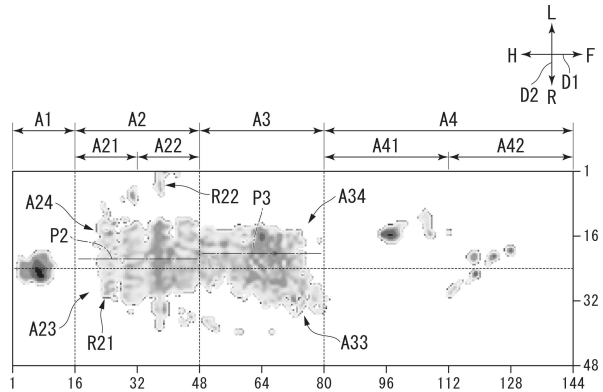 L
H F
D2 R D1
A1 A2 A3 A4
A21 A22 A41 A42
R22 P3 A34
A24
P2
A23
R21
A33
1
16
32
48
1 16 32 48 64 80 96 112 128 144